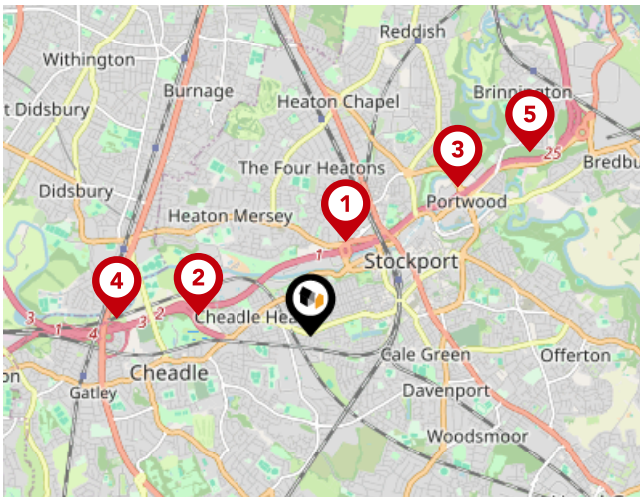 Reddish
Withington
Burnage
Brinnington
Heaton Chapel
t Didsbury
5
3
25
Bredbu
The Four Heatons
Didsbury
1
Portwood
Heaton Mersey
1
Stockport
4
2
3
1
4
3
2
Cheadle Hea
Cale Green
Offerton
on
Cheadle
Gatley
Davenport
Woodsmoor